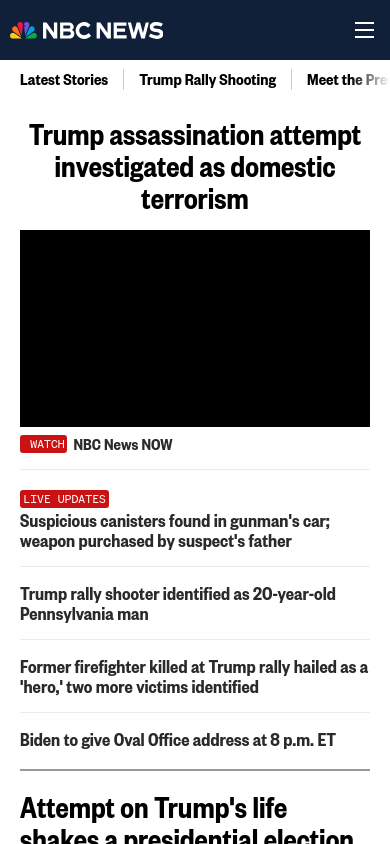 NBC NEWS
Latest Stories
Trump Rally Shooting
Meet the Pre
Trump assassination attempt
investigated as domestic
terrorism
WATCH NBC News NOW
LIVE UPDATES
Suspicious canisters found in gunman's car;
weapon purchased by suspect's father
Trump rally shooter identified as 20-year-old
Pennsylvania man
Former firefighter killed at Trump rally hailed as a
'hero,' two more victims identified
Biden to give Oval Office address at 8 p.m. ET
Attempt on Trump's life
shakes a presidential election